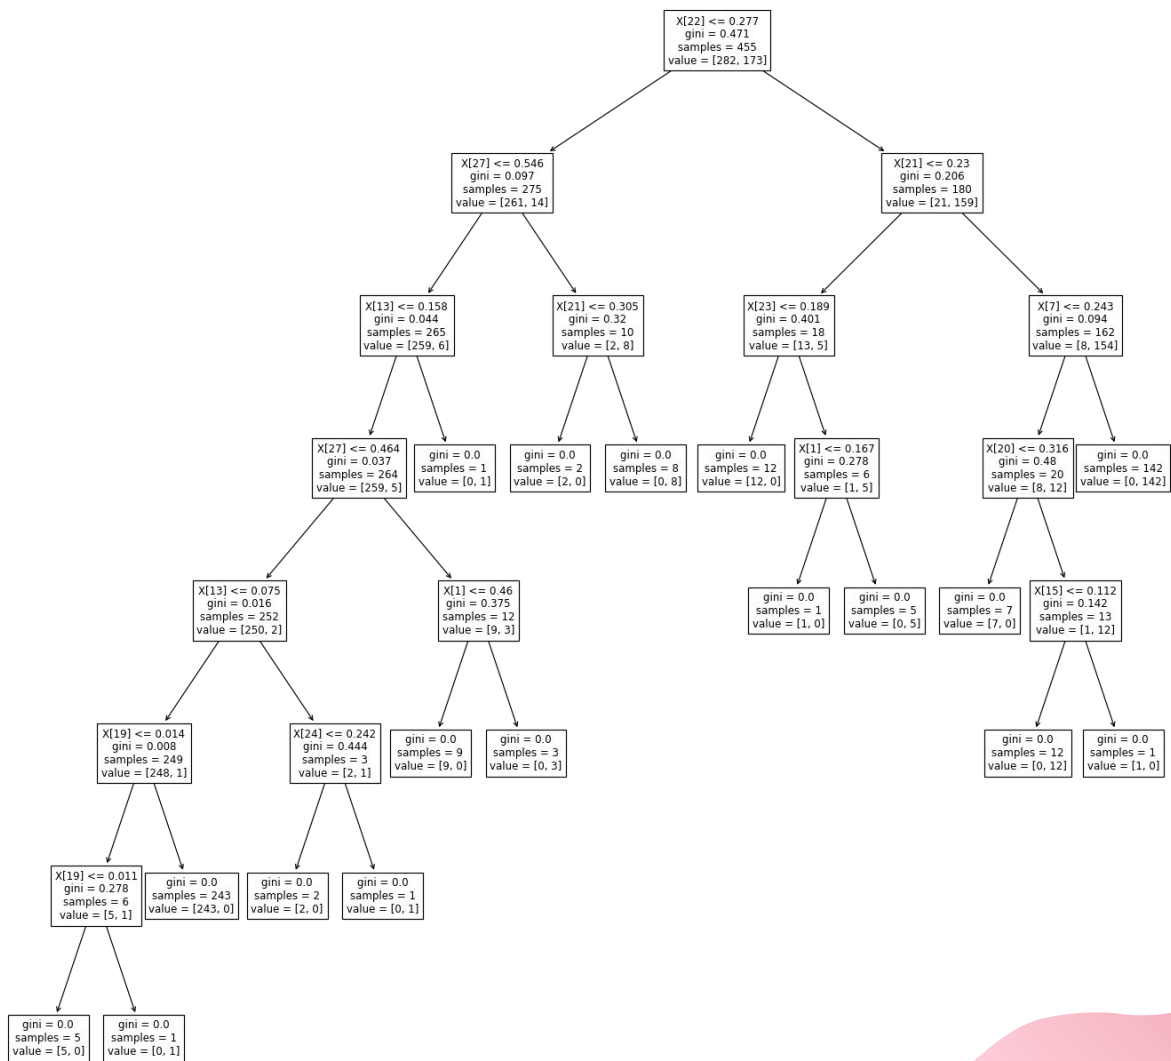 X[22] <= 0.277
gini = 0.471
samples = 455
value = [282, 173]
X[27] <= 0.546
gini = 0.097
samples = 275
value = [261, 14]
X[21] <= 0.23
gini = 0.206
samples = 180
value = [21, 159]
X[13] <= 0.158
gini = 0.044
samples = 265
value = [259, 6]
X[21] <= 0.305
gini = 0.32
samples = 10
value = [2, 8]
X[23] <= 0.189
gini = 0.401
samples = 18
value = [13, 5]
X[7] <= 0.243
gini = 0.094
samples = 162
value = [8, 154]
X[27] <= 0.464
gini = 0.037
samples = 264
value = [259, 5]
gini = 0.0
samples = 1
value = [0, 1]
gini = 0.0
samples = 2
value = [2, 0]
gini = 0.0
samples = 8
value = [0, 8]
gini = 0.0
samples = 12
value = [12, 0]
X[1] <= 0.167
gini = 0.278
samples = 6
value = [1, 5]
X[20] <= 0.316
gini = 0.48
samples = 20
value = [8, 12]
gini = 0.0
samples = 142
value = [0, 142]
X[13] <= 0.075
gini = 0.016
samples = 252
value = [250, 2]
X[1] <= 0.46
gini = 0.375
samples = 12
value = [9, 3]
gini = 0.0
samples = 1
value = [1, 0]
gini = 0.0
samples = 5
value = [0, 5]
gini = 0.0
samples = 7
value = [7, 0]
X[15] <= 0.112
gini = 0.142
samples = 13
value = [1, 12]
X[19] <= 0.014
gini = 0.008
samples = 249
value = [248, 1]
X[24] <= 0.242
gini = 0.444
samples = 3
value = [2, 1]
gini = 0.0
samples = 9
value = [9, 0]
gini = 0.0
samples = 3
value = [0, 3]
gini = 0.0
samples = 12
value = [0, 12]
gini = 0.0
samples = 1
value = [1, 0]
X[19] <= 0.011
gini = 0.278
samples = 6
value = [5, 1]
gini = 0.0
samples = 243
value = [243, 0]
gini = 0.0
samples = 2
value = [2, 0]
gini = 0.0
samples = 1
value = [0, 1]
gini = 0.0
samples = 5
value = [5, 0]
gini = 0.0
samples = 1
value = [0, 1]